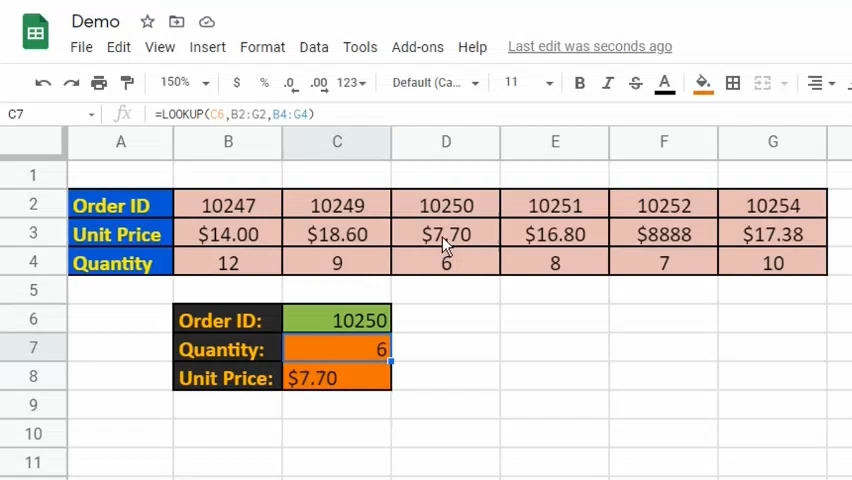 Demo
File Edit View Insert Format Data Tools Add-ons Help Last edit was seconds ago
150% $ % .0 .00 123 Default (Ca... 11 B I S A
C7 fx =LOOKUP(C6,B2:G2,B4:G4)
A B C D E F G
1
2 Order ID 10247 10249 10250 10251 10252 10254
3 Unit Price $14.00 $18.60 $7.70 $16.80 $8888 $17.38
4 Quantity 12 9 6 8 7 10
5
6 Order ID: 10250
7 Quantity: 6
8 Unit Price: $7.70
9
10
11